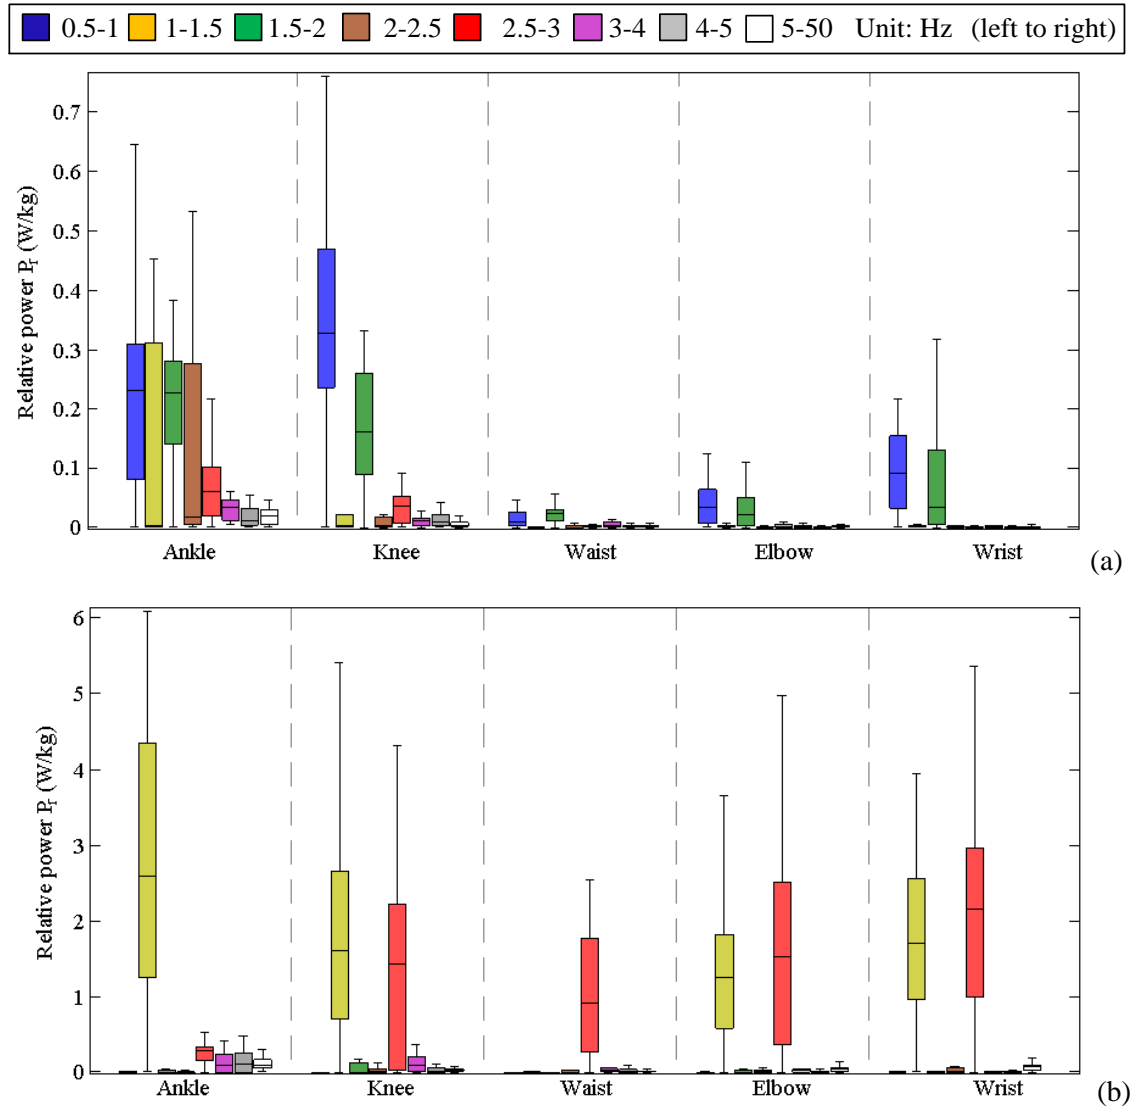 0.5-1 1-1.5 1.5-2 2-2.5 2.5-3 3-4 4-5 5-50 Unit: Hz (left to right)
Relative power Pr (W/kg)
0.7
0.6
0.5
0.4
0.3
0.2
0.1
0
Ankle Knee Waist Elbow Wrist
(a)
Relative power Pr (W/kg)
6
5
4
3
2
1
0
Ankle Knee Waist Elbow Wrist
(b)